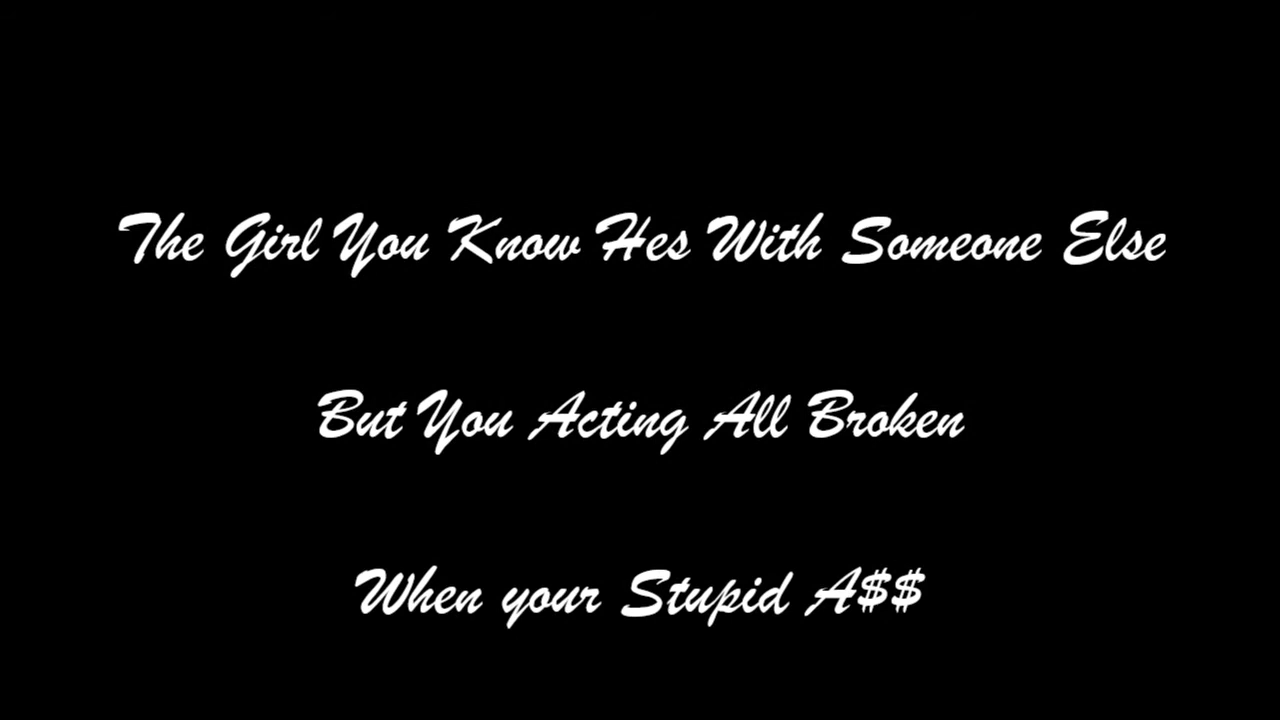 The Girl You Know Hes With Someone Else
But You Acting All Broken
When your Stupid A$$